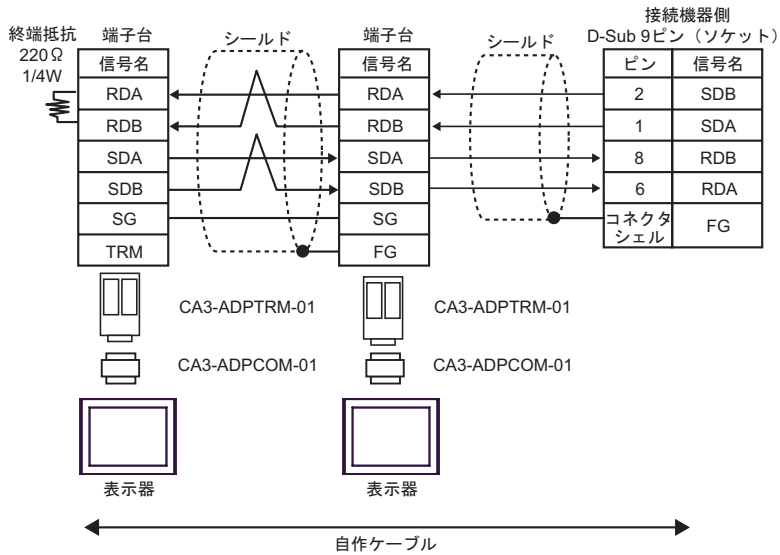 終端抵抗
220Ω
1/4W
端子台
信号名
RDA
RDB
SDA
SDB
SG
TRM
シールド
端子台
信号名
RDA
RDB
SDA
SDB
SG
FG
シールド
接続機器側
D-Sub 9ピン（ソケット）
ピン 信号名
2 SDB
1 SDA
8 RDB
6 RDA
コネクタ
シェル
FG
CA3-ADPTRM-01
CA3-ADPTRM-01
CA3-ADPCOM-01
CA3-ADPCOM-01
表示器
表示器
自作ケーブル